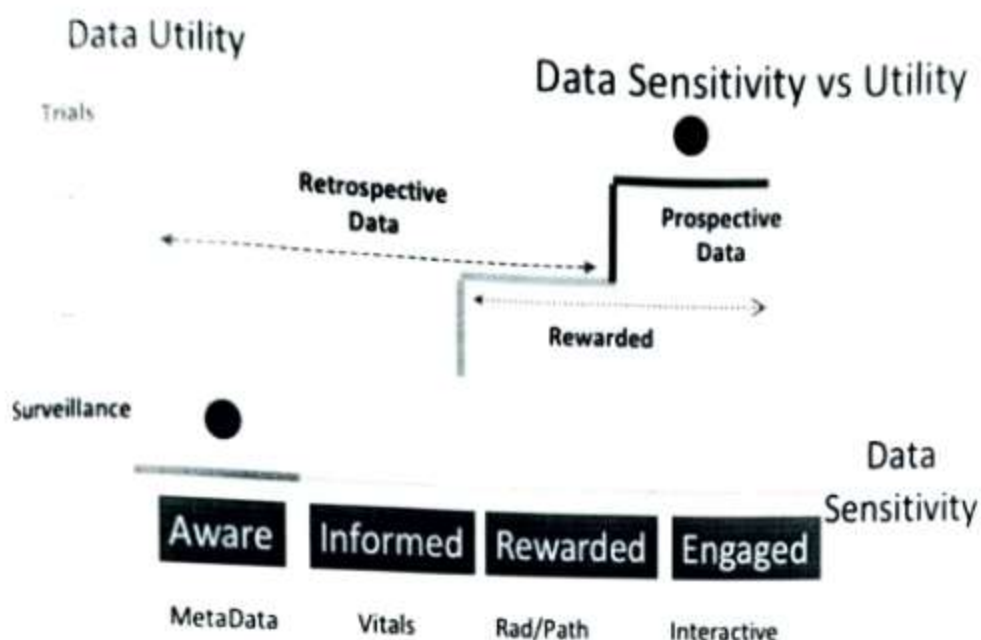 Data Utility
Data Sensitivity vs Utility
Trials
Retrospective
Data
Prospective
Data
Rewarded
Surveillance
Data
Sensitivity
Aware
Informed
Rewarded
Engaged
MetaData
Vitals
Rad/Path
Interactive